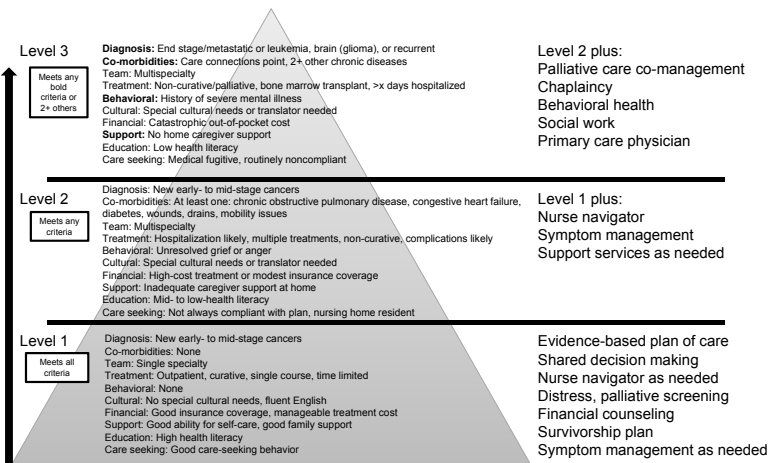 Level 3
Meets any
bold
criteria or
2+ others
Diagnosis: End stage/metastatic or leukemia, brain (glioma), or recurrent
Co-morbidities: Care connections point, 2+ other chronic diseases
Team: Multispecialty
Treatment: Non-curative/palliative, bone marrow transplant, >x days hospitalized
Behavioral: History of severe mental illness
Cultural: Special cultural needs or translator needed
Financial: Catastrophic out-of-pocket cost
Support: No home caregiver support
Education: Low health literacy
Care seeking: Medical fugitive, routinely noncompliant
Level 2 plus:
Palliative care co-management
Chaplaincy
Behavioral health
Social work
Primary care physician
Level 2
Meets any
criteria
Diagnosis: New early- to mid-stage cancers
Co-morbidities: At least one: chronic obstructive pulmonary disease, congestive heart failure,
diabetes, wounds, drains, mobility issues
Team: Multispecialty
Treatment: Hospitalization likely, multiple treatments, non-curative, complications likely
Behavioral: Unresolved grief or anger
Cultural: Special cultural needs or translator needed
Financial: High-cost treatment or modest insurance coverage
Support: Inadequate caregiver support at home
Education: Mid- to low-health literacy
Care seeking: Not always compliant with plan, nursing home resident
Level 1 plus:
Nurse navigator
Symptom management
Support services as needed
Level 1
Meets all
criteria
Diagnosis: New early- to mid-stage cancers
Co-morbidities: None
Team: Single specialty
Treatment: Outpatient, curative, single course, time limited
Behavioral: None
Cultural: No special cultural needs, fluent English
Financial: Good insurance coverage, manageable treatment cost
Support: Good ability for self-care, good family support
Education: High health literacy
Care seeking: Good care-seeking behavior
Evidence-based plan of care
Shared decision making
Nurse navigator as needed
Distress, palliative screening
Financial counseling
Survivorship plan
Symptom management as needed